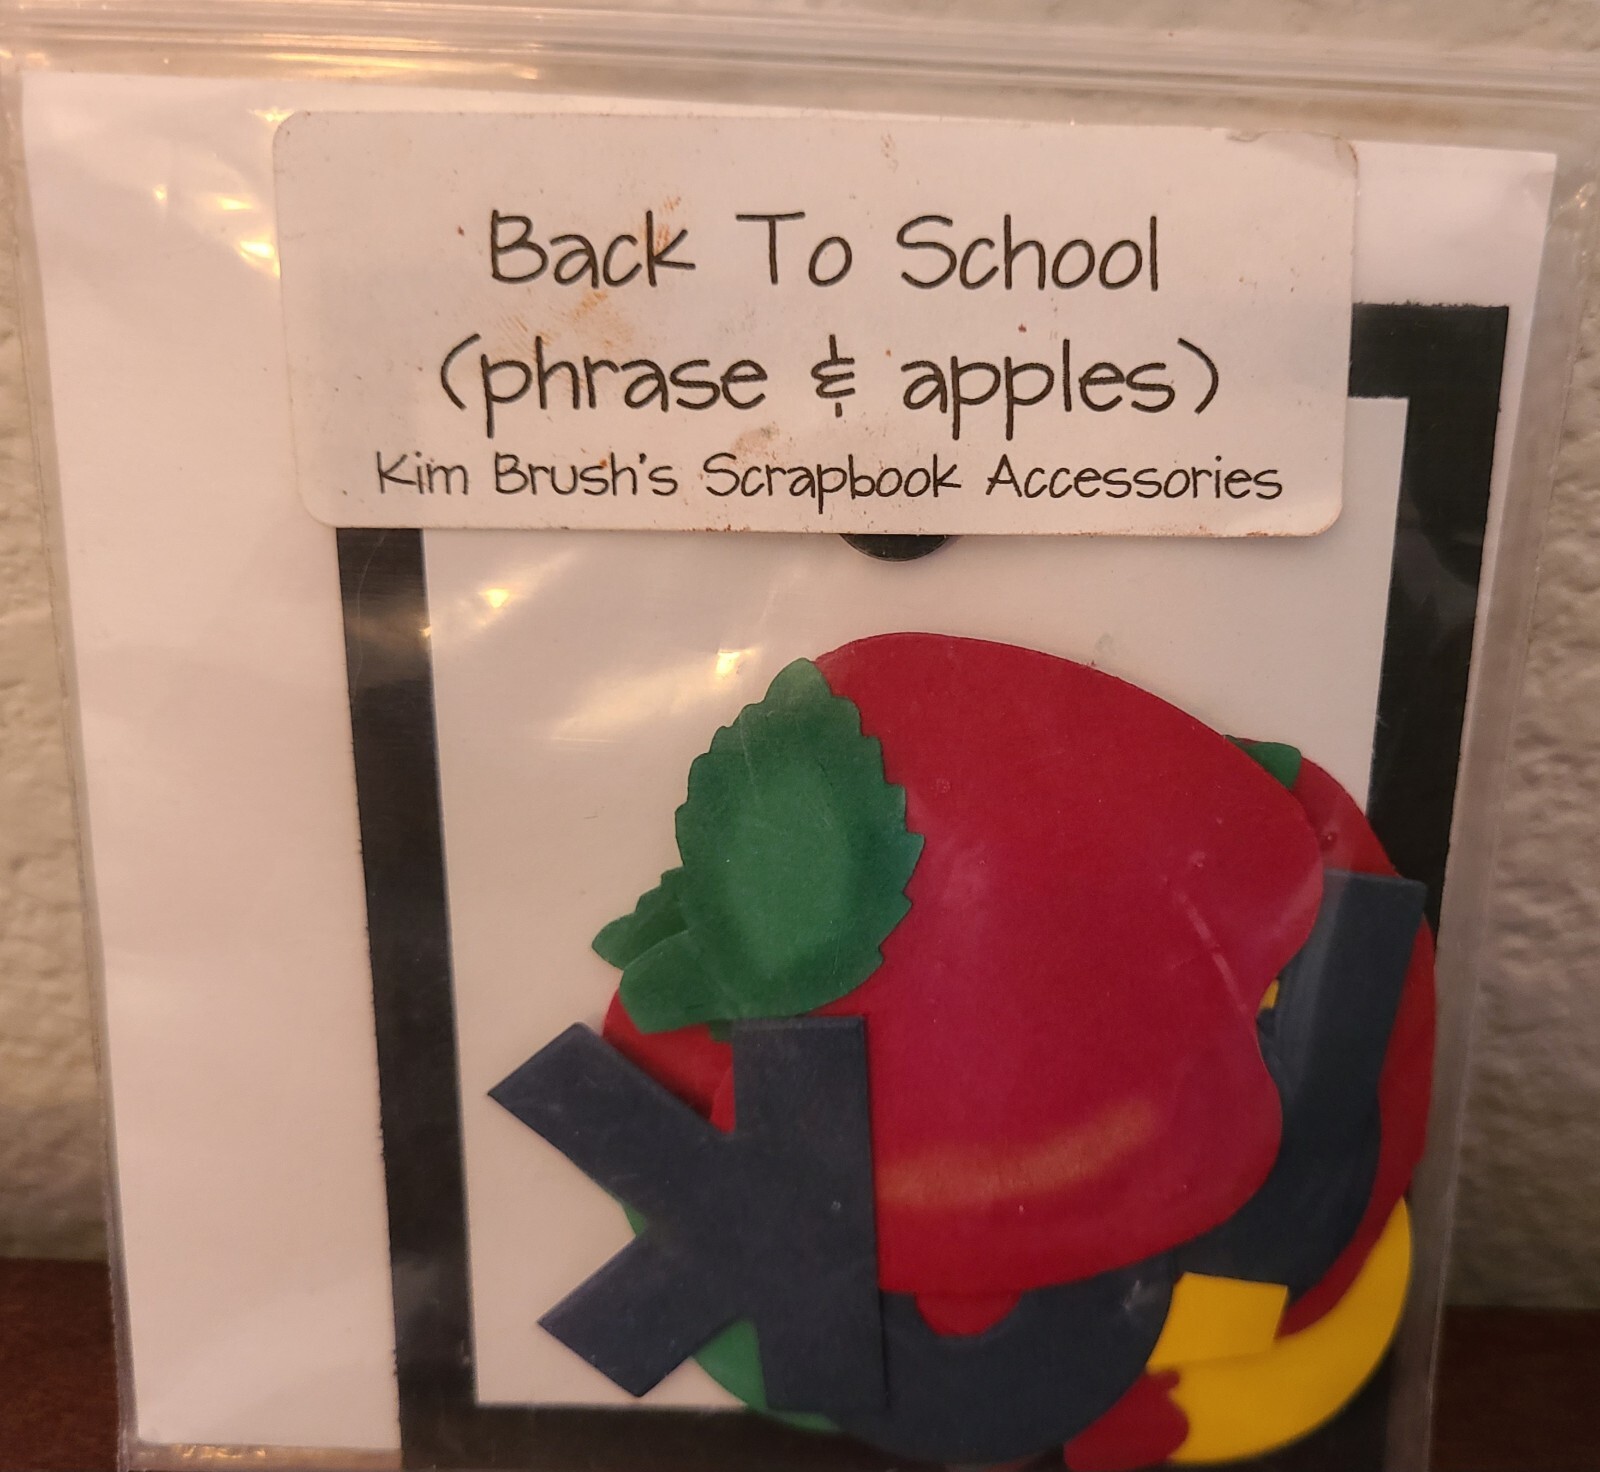 Back To School
(phrase & apples)
Kim Brush's Scrapbook Accessories